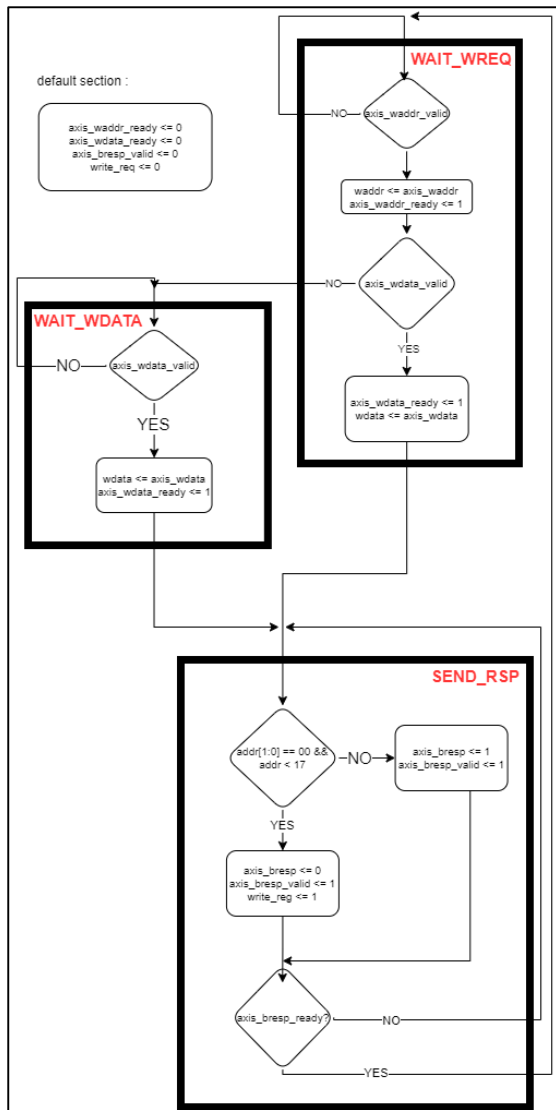 WAIT_WREQ
default section :
axis_waddr_ready <= 0
axis_wdata_ready <= 0
axis_bresp_valid <= 0
write_req <= 0
axis_waddr_valid
NO
waddr <= axis_waddr
axis_waddr_ready <= 1
axis_wdata_valid
NO
YES
axis_wdata_ready <= 1
wdata <= axis_wdata
WAIT_WDATA
axis_wdata_valid
NO
YES
wdata <= axis_wdata
axis_wdata_ready <= 1
SEND_RSP
addr[1:0] == 00 &&
addr < 17
NO
axis_bresp <= 1
axis_bresp_valid <= 1
YES
axis_bresp <= 0
axis_bresp_valid <= 1
write_reg <= 1
axis_bresp_ready?
NO
YES